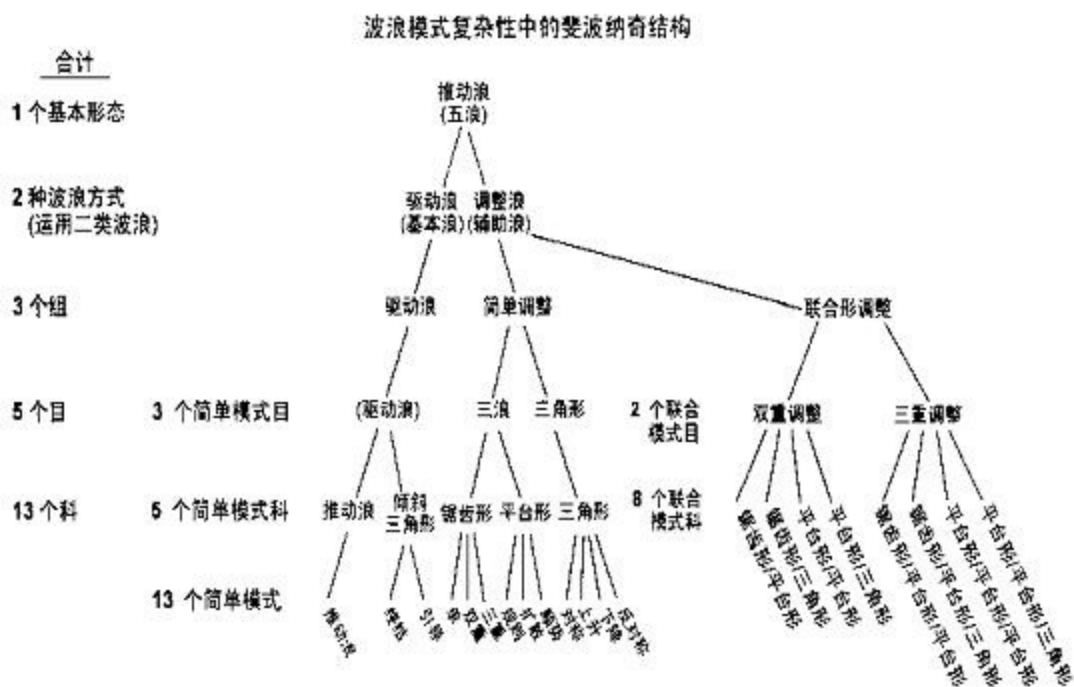 波浪模式复杂性中的斐波纳奇结构
合计
推动浪
1 个基本形态
(五浪)
2 种波浪方式
(运用二类波浪)
驱动浪 调整浪
(基本浪)(辅助浪)
3 个组
驱动浪
简单调整
联合形调整
5 个目
3 个简单模式目
(驱动浪)
三浪
三角形
2 个联合
模式目
双重调整
三重调整
13 个科
5 个简单模式科
推动浪
倾斜
三角形
锯齿形
平台形
三角形
8 个联合
模式科
锯齿形/平台形
锯齿形/三角形
平台形/平台形
平台形/三角形
锯齿形/平台形/平台形
锯齿形/平台形/三角形
平台形/平台形/平台形
平台形/平台形/三角形
13 个简单模式
推动浪
引导
单
双重
三重
规则
扩散
顺势
对称
上升
下降
反对称